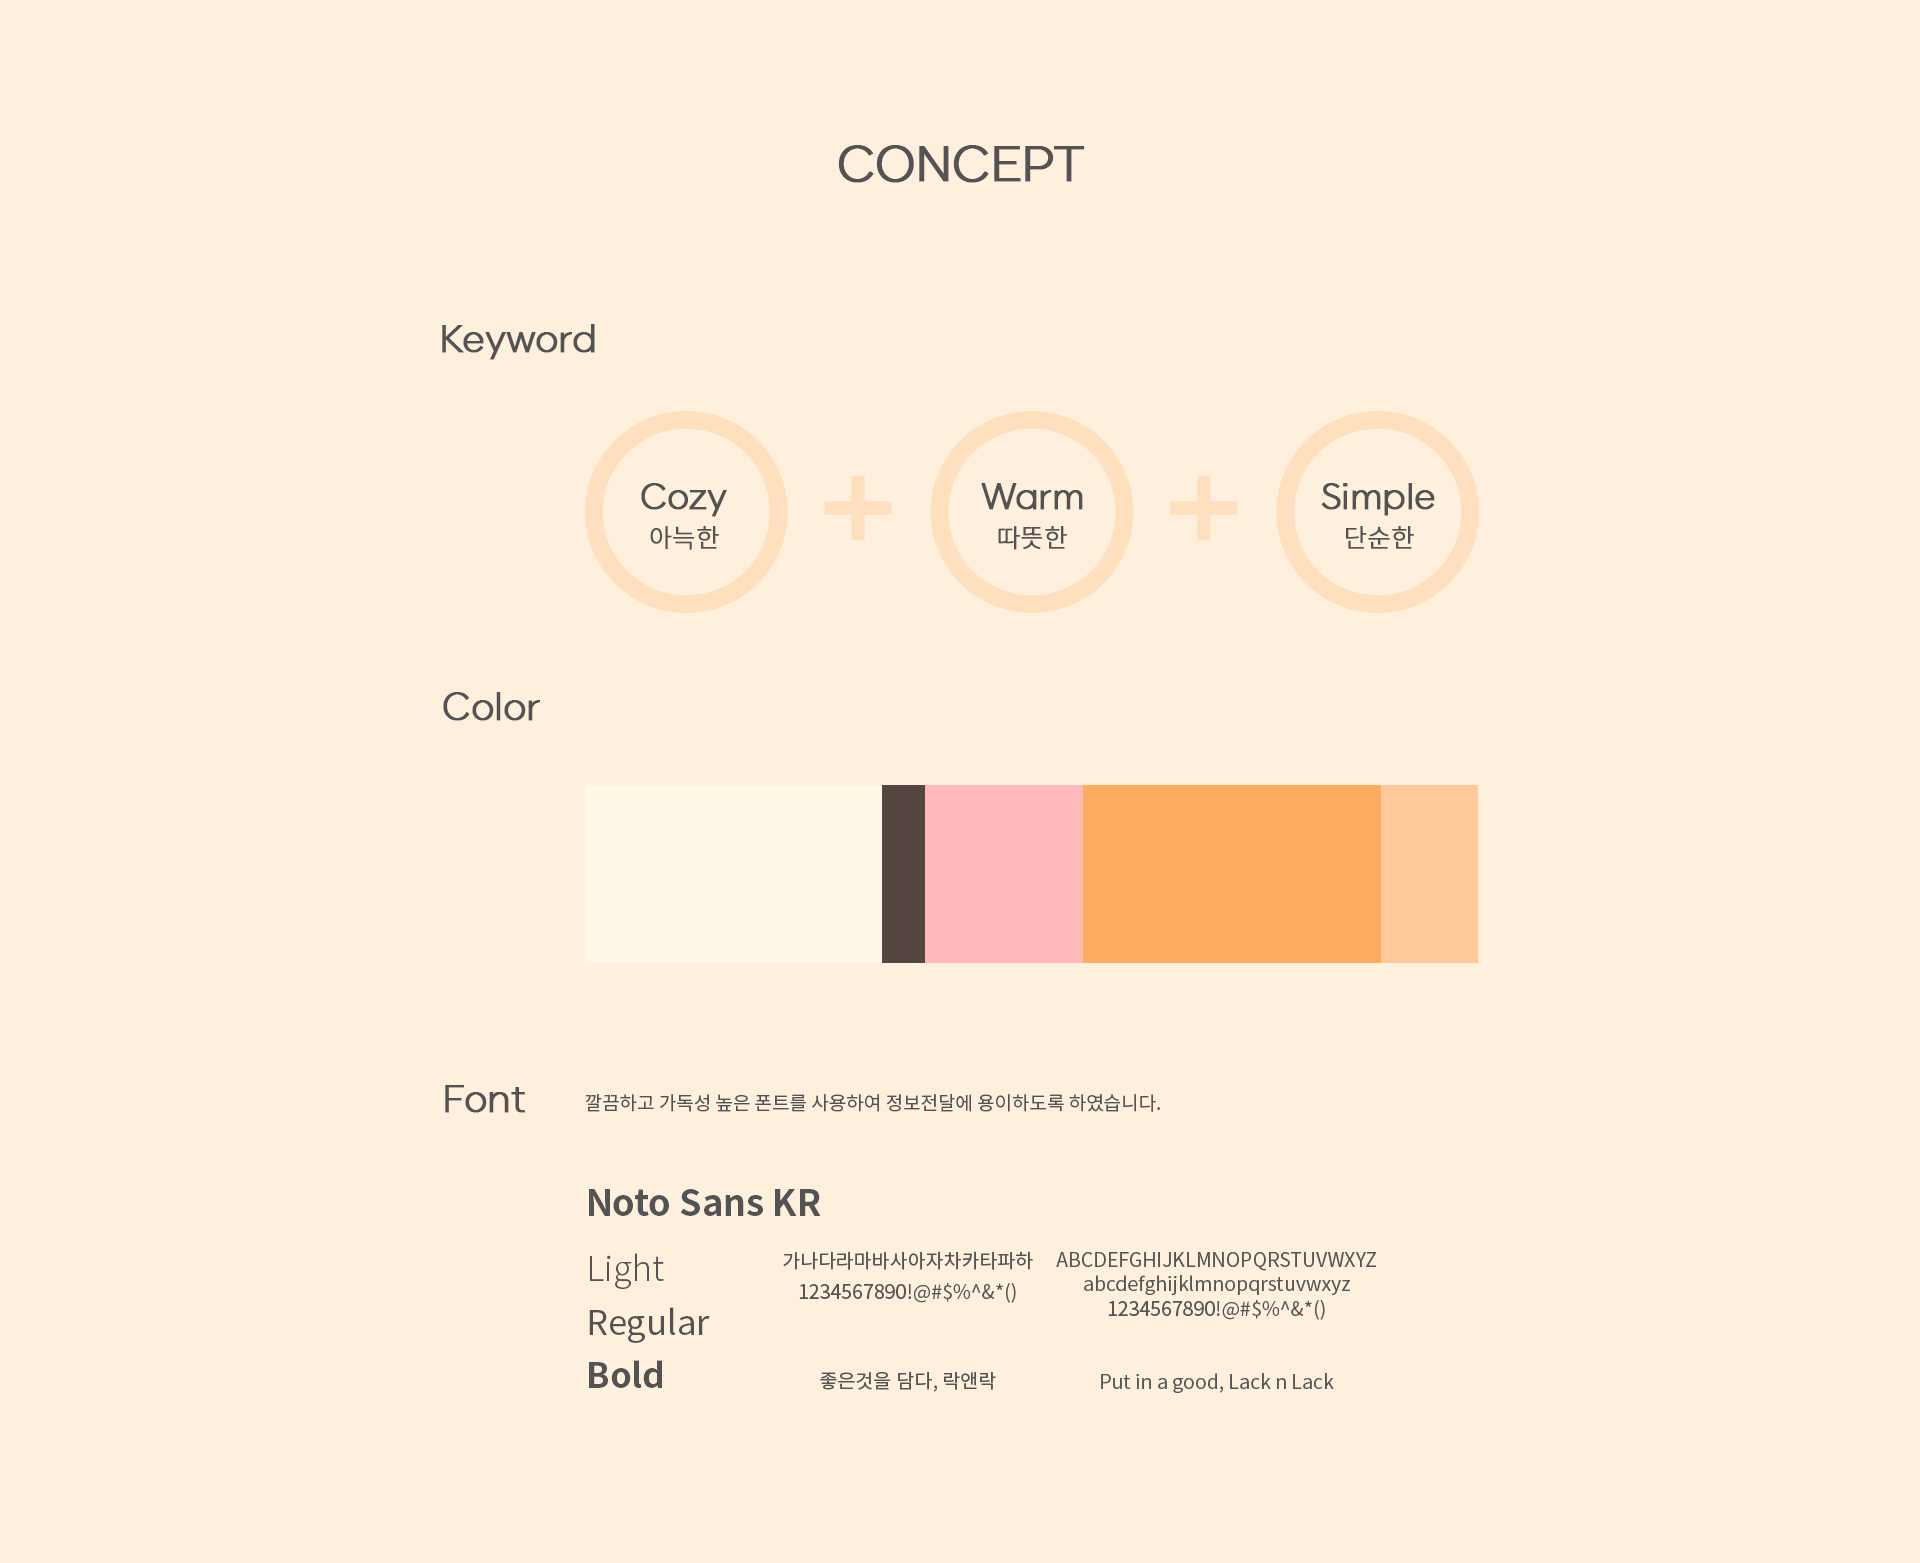 CONCEPT
Keyword
Cozy
아늑한
+
Warm
따뜻한
+
Simple
단순한
Color
Font
깔끔하고 가독성 높은 폰트를 사용하여 정보전달에 용이하도록 하였습니다.
Noto Sans KR
Light
Regular
Bold
가나다라마바사아자차카타파하
1234567890!@#$%^&*()
ABCDEFGHIJKLMNOPQRSTUVWXYZ
abcdefghijklmnopqrstuvwxyz
1234567890!@#$%^&*()
좋은것을 담다, 락앤락
Put in a good, Lack n Lack